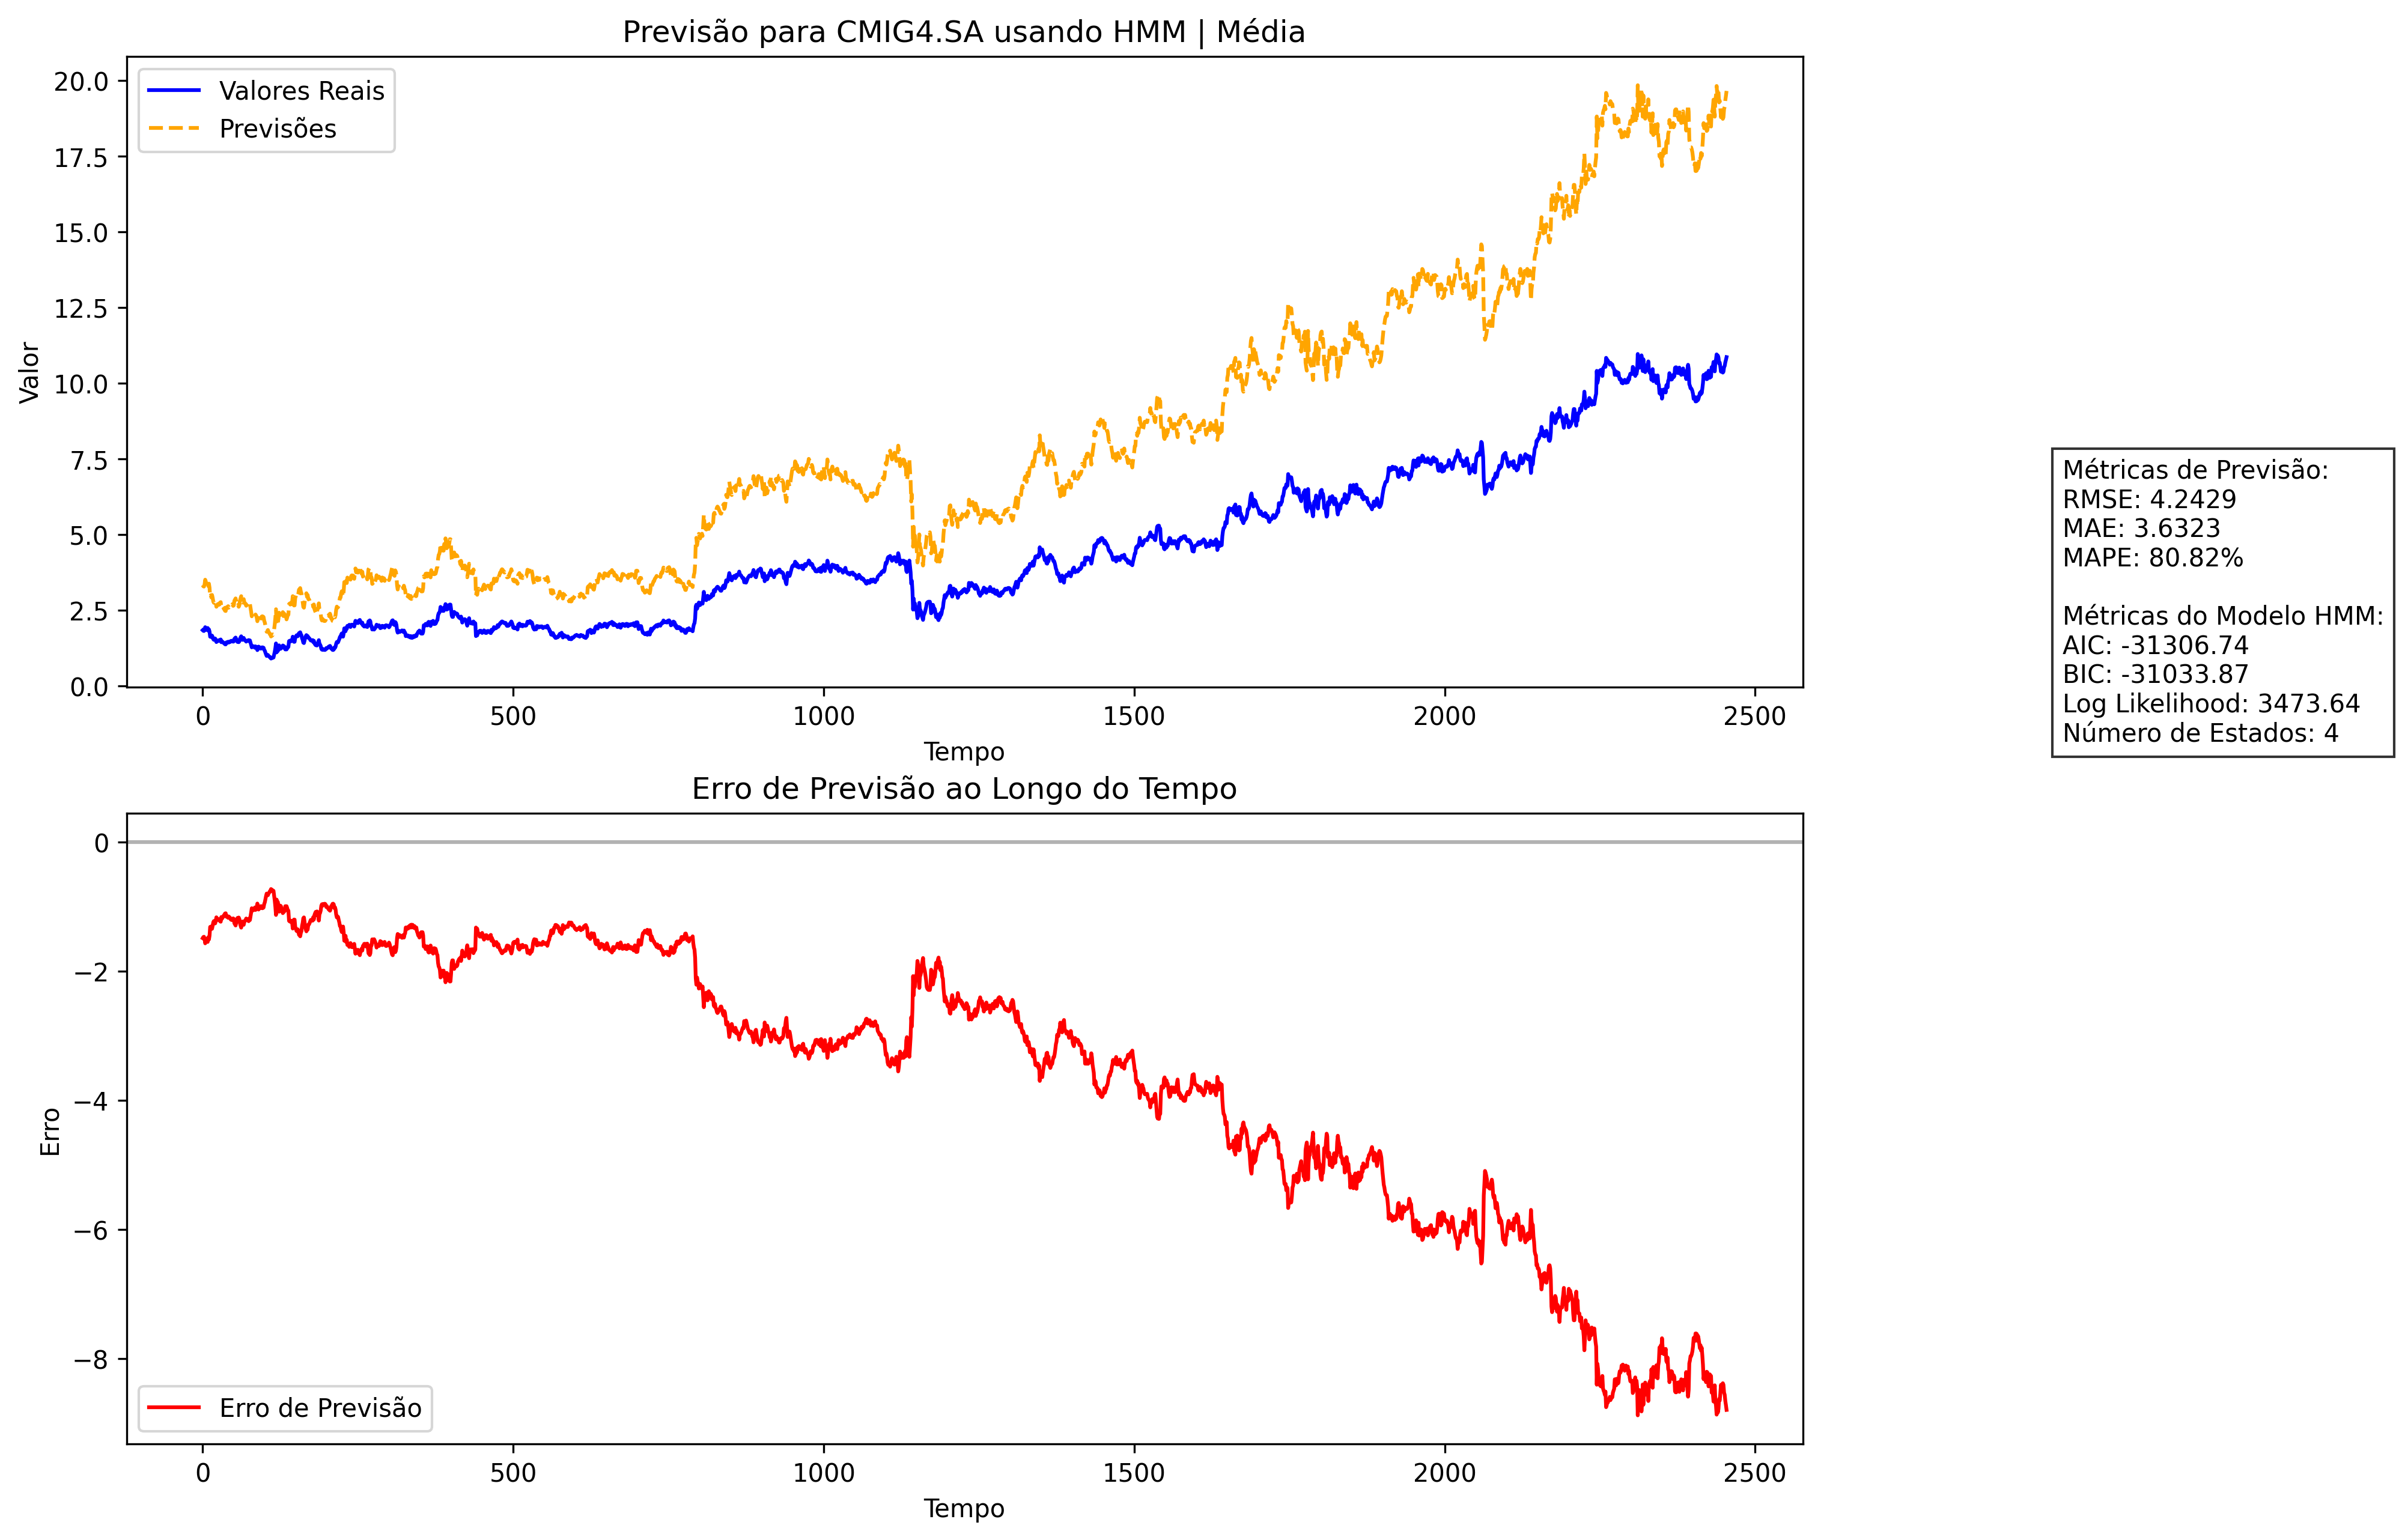 Previsão para CMIG4.SA usando HMM | Média
Valores Reais
Previsões
20.0
17.5
15.0
12.5
10.0
7.5
5.0
2.5
0.0
Valor
0 500 1000 1500 2000 2500
Tempo
Métricas de Previsão:
RMSE: 4.2429
MAE: 3.6323
MAPE: 80.82%
Métricas do Modelo HMM:
AIC: -31306.74
BIC: -31033.87
Log Likelihood: 3473.64
Número de Estados: 4
Erro de Previsão ao Longo do Tempo
0
−2
−4
−6
−8
Erro
Erro de Previsão
0 500 1000 1500 2000 2500
Tempo